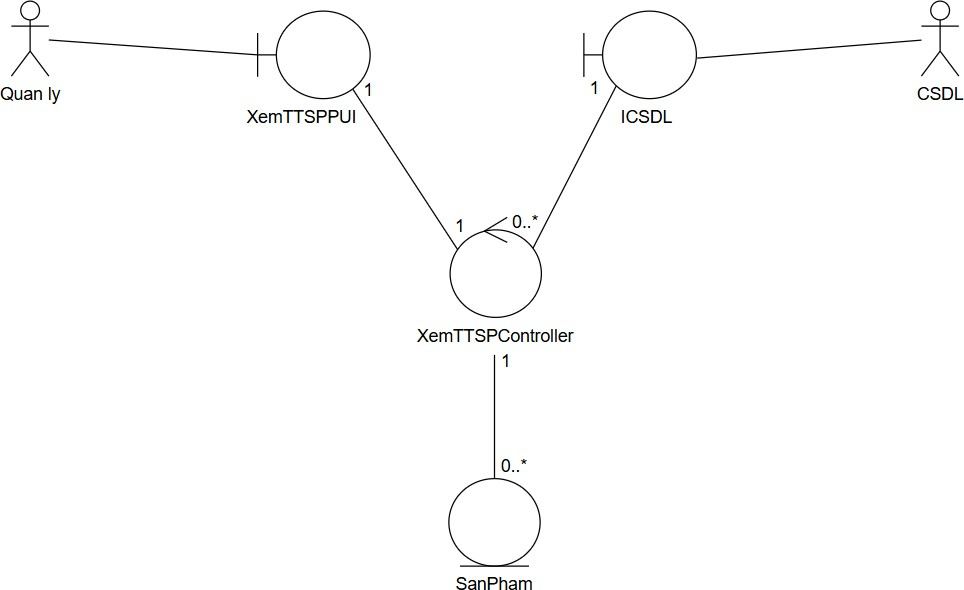 Quan ly
XemTTSPPUI
1
1
ICSDL
CSDL
1
0..*
XemTTSPController
1
0..*
SanPham